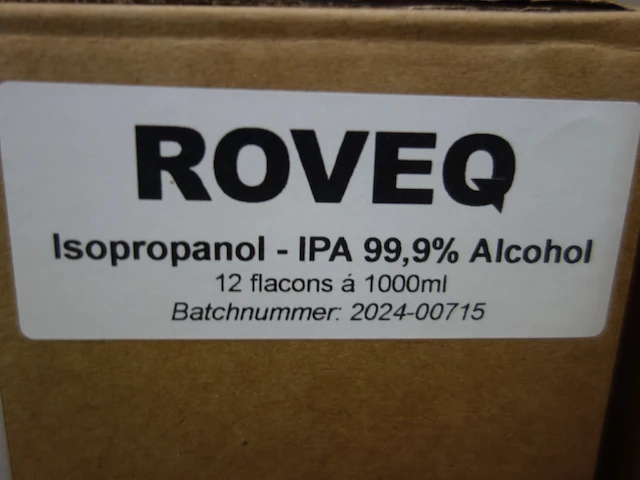 ROVEQ
Isopropanol - IPA 99,9% Alcohol
12 flacons á 1000ml
Batchnummer: 2024-00715